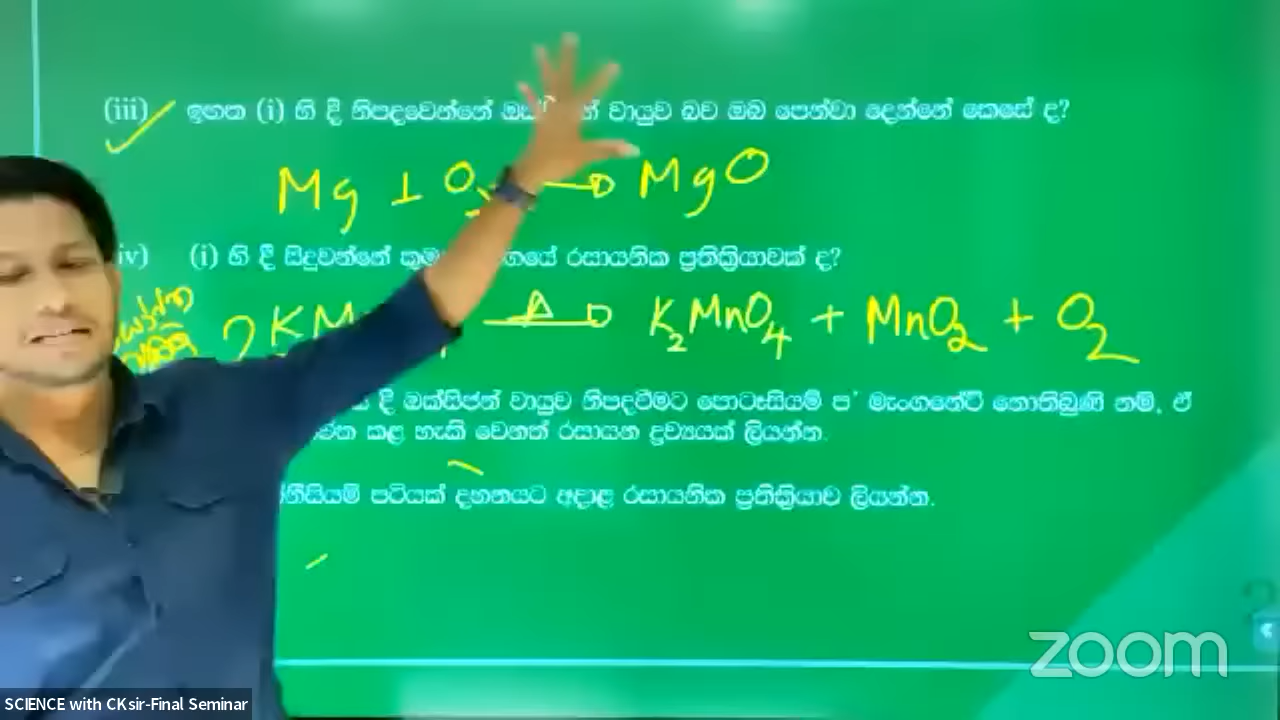 (iii) ඉහත (i) හි දී නිපදවෙන්නේ වායුව බව ඔබ පෙන්වා දෙන්නේ කෙසේ ද?
Mg + O₂ → MgO
iv) (i) හි දී සිදුවන්නේ රසායනික ප්‍රතික්‍රියාවක් ද?
2KM → Δ K₂MnO₄ + MnO₂ + O₂
දී ඔක්සිජන් වායුව නිපදවීමට පොටෑසියම් ප' මැංගනේට් නොතිබුණි නම්, ඒ
කළ හැකි වෙනත් රසායන ද්‍රව්‍යයක් ලියන්න.
පටියක් දහනයට අදාළ රසායනික ප්‍රතික්‍රියාව ලියන්න.
zoom
SCIENCE with CKsir-Final Seminar